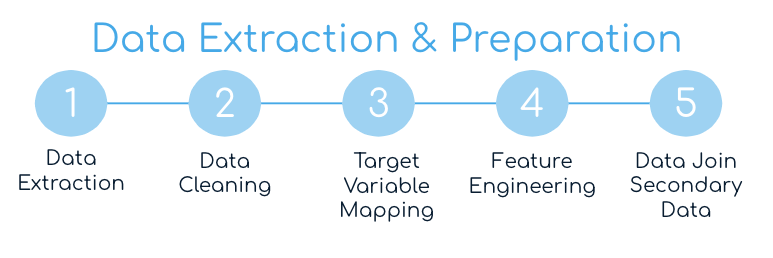 Data Extraction & Preparation
1
2
3
4
5
Data
Extraction
Data
Cleaning
Target
Variable
Mapping
Feature
Engineering
Data Join
Secondary
Data